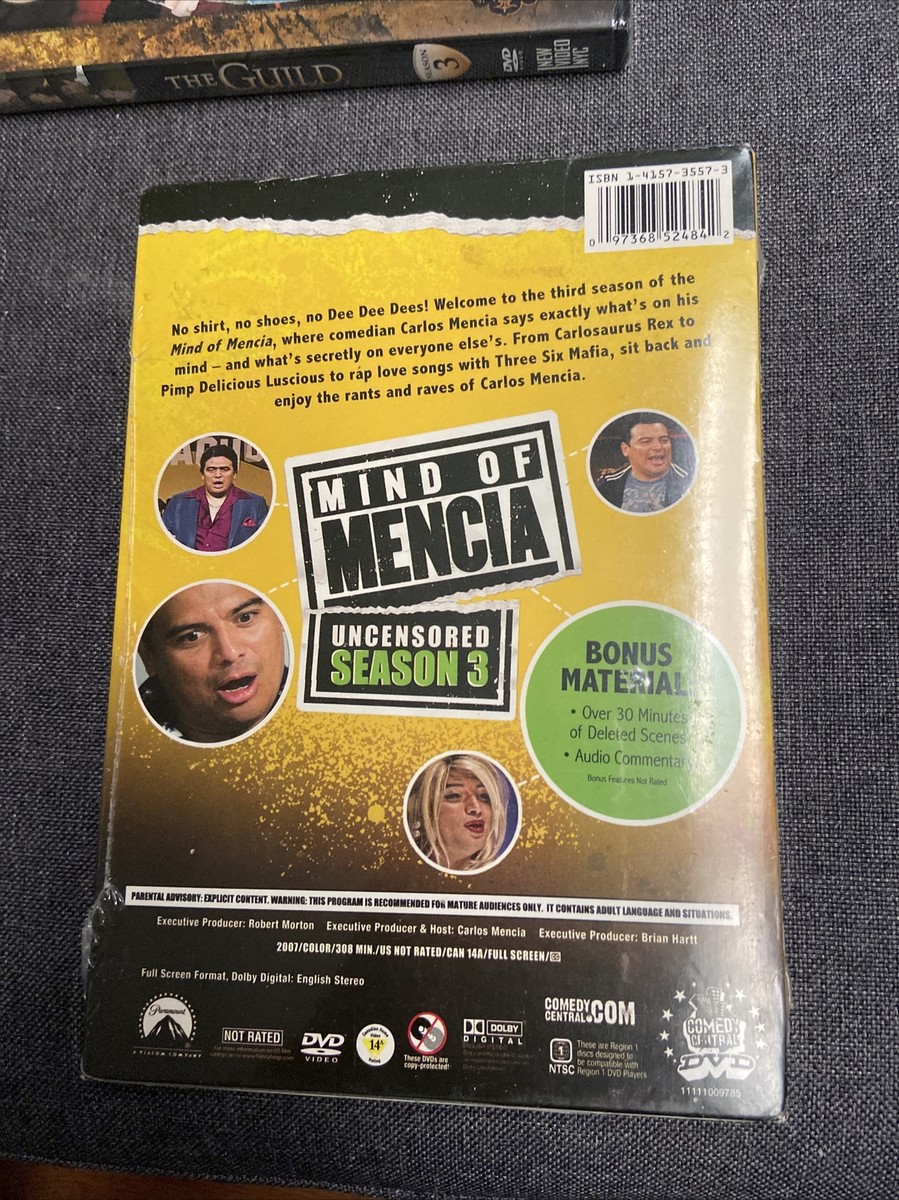 THE GUILD
SEASON 3
DVD
NEW VIDEO NYC
ISBN 1-4157-3557-3
0 97368 52484 2
No shirt, no shoes, no Dee Dee Dees! Welcome to the third season of the
Mind of Mencia, where comedian Carlos Mencia says exactly what's on his
mind – and what's secretly on everyone else's. From Carlosaurus Rex to
Pimp Delicious Luscious to rap love songs with Three Six Mafia, sit back and
enjoy the rants and raves of Carlos Mencia.
MIND OF
MENCIA
UNCENSORED
SEASON 3
BONUS
MATERIAL
• Over 30 Minutes
of Deleted Scenes
• Audio Commentary
Bonus Features Not Rated
PARENTAL ADVISORY: EXPLICIT CONTENT. WARNING: THIS PROGRAM IS RECOMMENDED FOR MATURE AUDIENCES ONLY. IT CONTAINS ADULT LANGUAGE AND SITUATIONS.
Executive Producer: Robert Morton Executive Producer & Host: Carlos Mencia Executive Producer: Brian Hartt
2007/COLOR/308 MIN./US NOT RATED/CAN 14A/FULL SCREEN/CC
Full Screen Format, Dolby Digital: English Stereo
Paramount
A VIACOM COMPANY
NOT RATED
DVD
VIDEO
14A
These DVDs are
copy-protected!
DOLBY
DIGITAL
COMEDY
CENTRAL.COM
1
NTSC
These are Region 1
discs designed to
be compatible with
Region 1 DVD Players
COMEDY
CENTRAL
DVD
11111009785